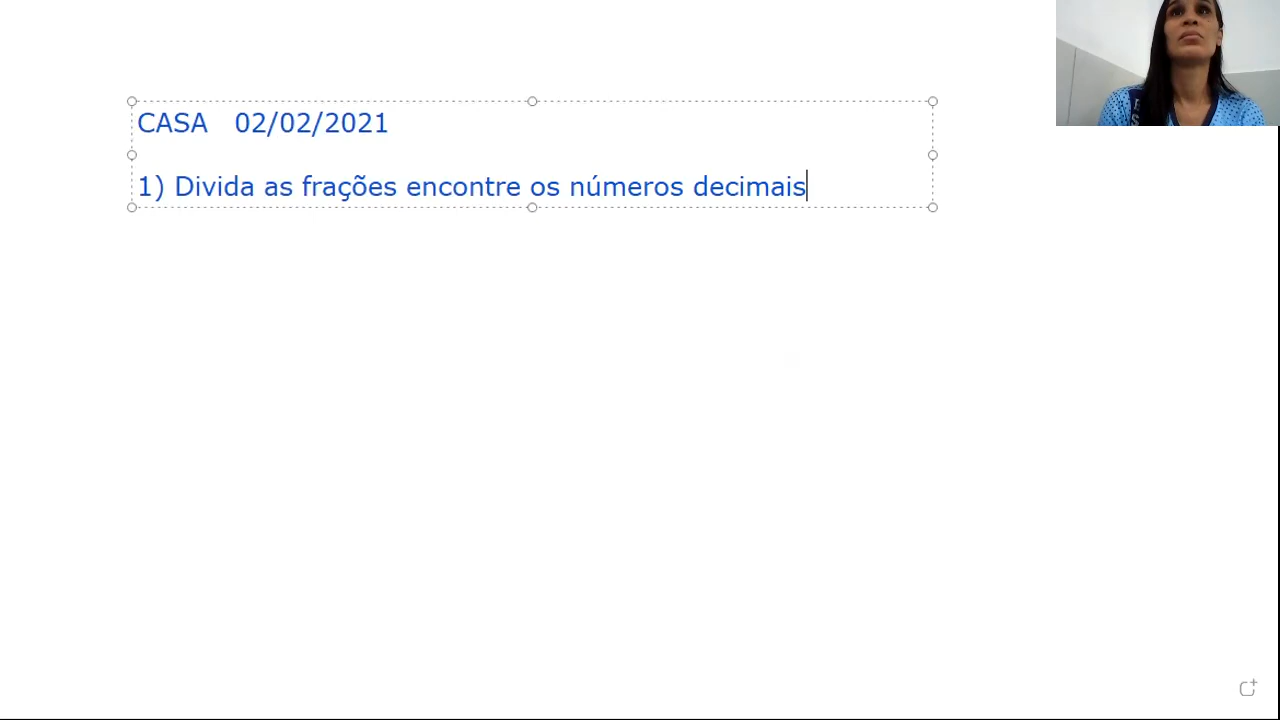 CASA 02/02/2021
1) Divida as frações encontre os números decimais